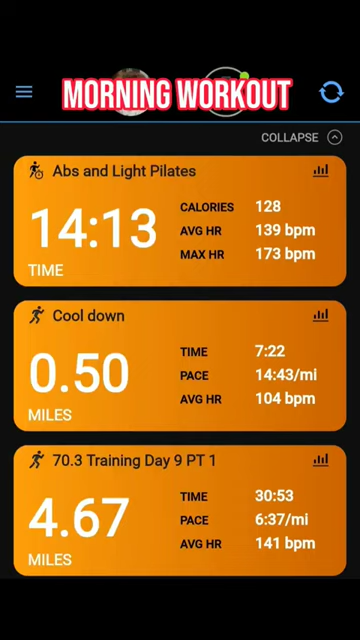 MORNING WORKOUT
COLLAPSE
Abs and Light Pilates
14:13
TIME
CALORIES 128
AVG HR 139 bpm
MAX HR 173 bpm
Cool down
0.50
MILES
TIME 7:22
PACE 14:43/mi
AVG HR 104 bpm
70.3 Training Day 9 PT 1
4.67
MILES
TIME 30:53
PACE 6:37/mi
AVG HR 141 bpm